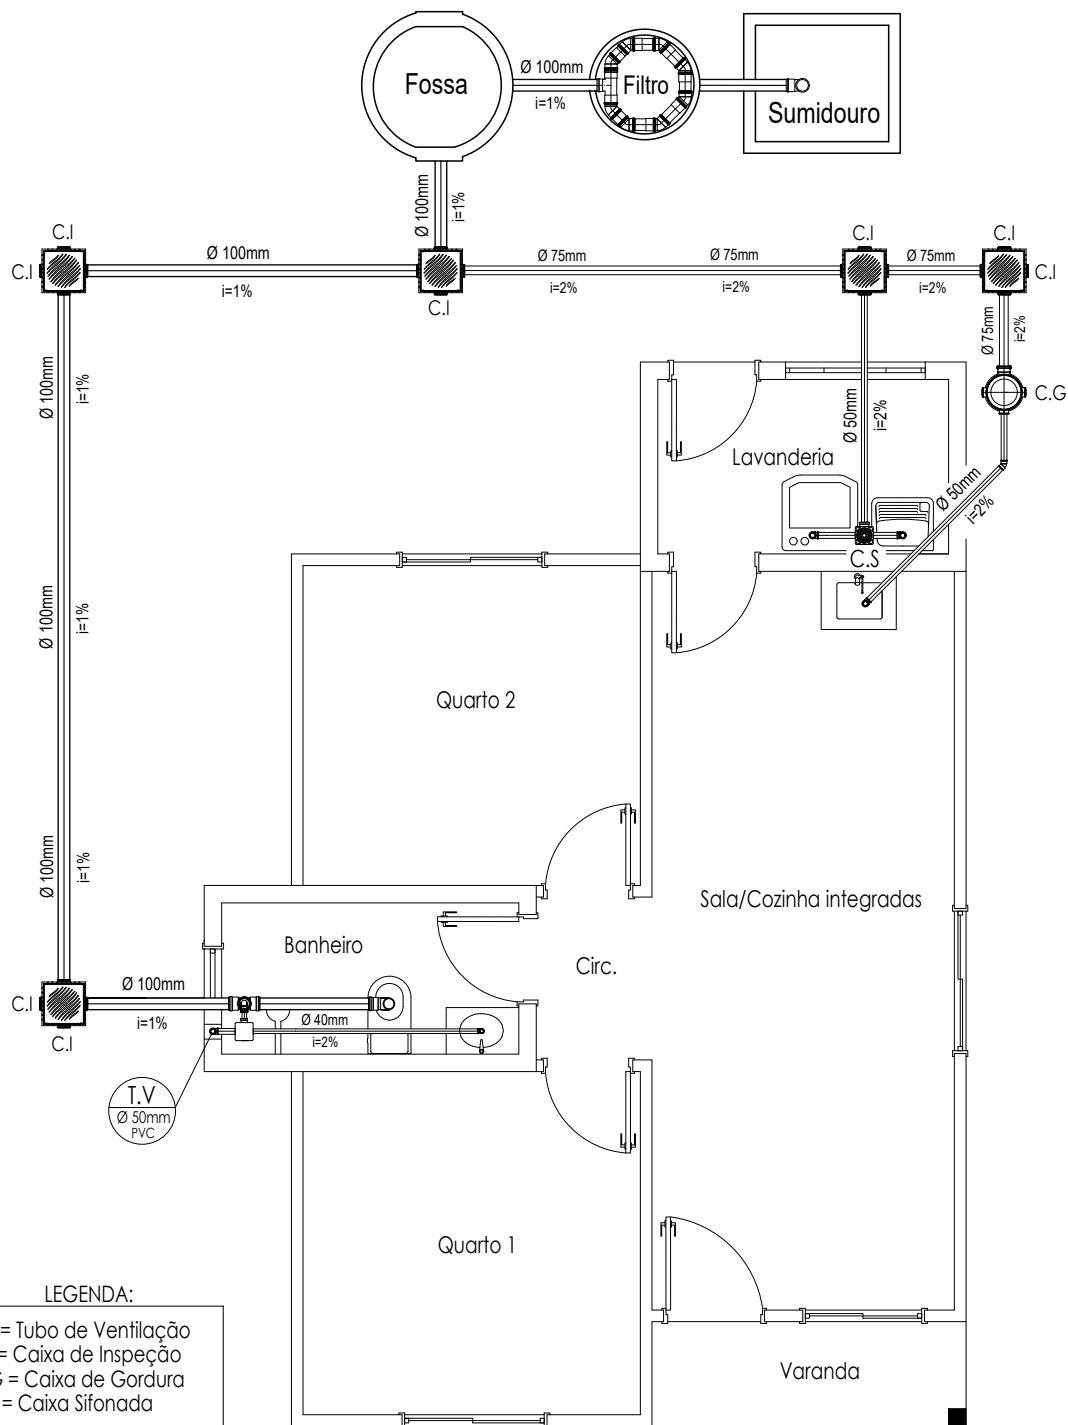 Fossa
Ø 100mm
i=1%
Filtro
Sumidouro
Ø 100mm
i=1%
C.I
C.I
Ø 100mm
i=1%
C.I
Ø 75mm
i=2%
Ø 75mm
i=2%
C.I
Ø 75mm
i=2%
C.I
C.I
Ø 75mm
i=2%
C.G
Ø 100mm
i=1%
Ø 50mm
i=2%
Lavanderia
Ø 50mm
i=2%
C.S
Ø 100mm
i=1%
Quarto 2
Ø 100mm
i=1%
Sala/Cozinha integradas
Banheiro
Circ.
C.I
C.I
Ø 100mm
i=1%
Ø 40mm
i=2%
T.V
Ø 50mm
PVC
Quarto 1
LEGENDA:
= Tubo de Ventilação
= Caixa de Inspeção
G = Caixa de Gordura
= Caixa Sifonada
Varanda